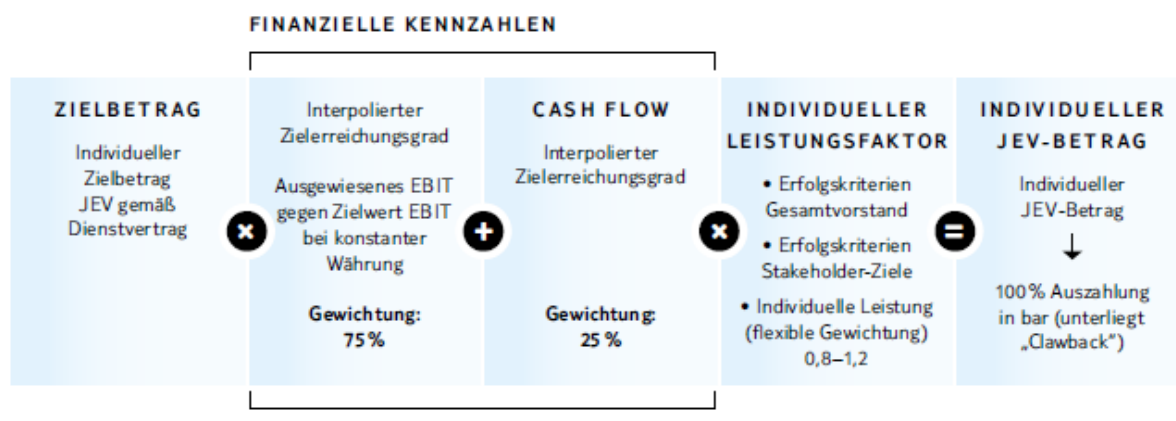 FINANZIELLE KENNZAHLEN
ZIELBETRAG
Individueller
Zielbetrag
JEV gemäß
Dienstvertrag
×
Interpolierter
Zielerreichungsgrad
Ausgewiesenes EBIT
gegen Zielwert EBIT
bei konstanter
Währung
Gewichtung:
75 %
+
CASH FLOW
Interpolierter
Zielerreichungsgrad
Gewichtung:
25 %
×
INDIVIDUELLER
LEISTUNGSFAKTOR
• Erfolgskriterien
Gesamtvorstand
• Erfolgskriterien
Stakeholder-Ziele
• Individuelle Leistung
(flexible Gewichtung)
0,8–1,2
=
INDIVIDUELLER
JEV-BETRAG
Individueller
JEV-Betrag
↓
100 % Auszahlung
in bar (unterliegt
„Clawback“)